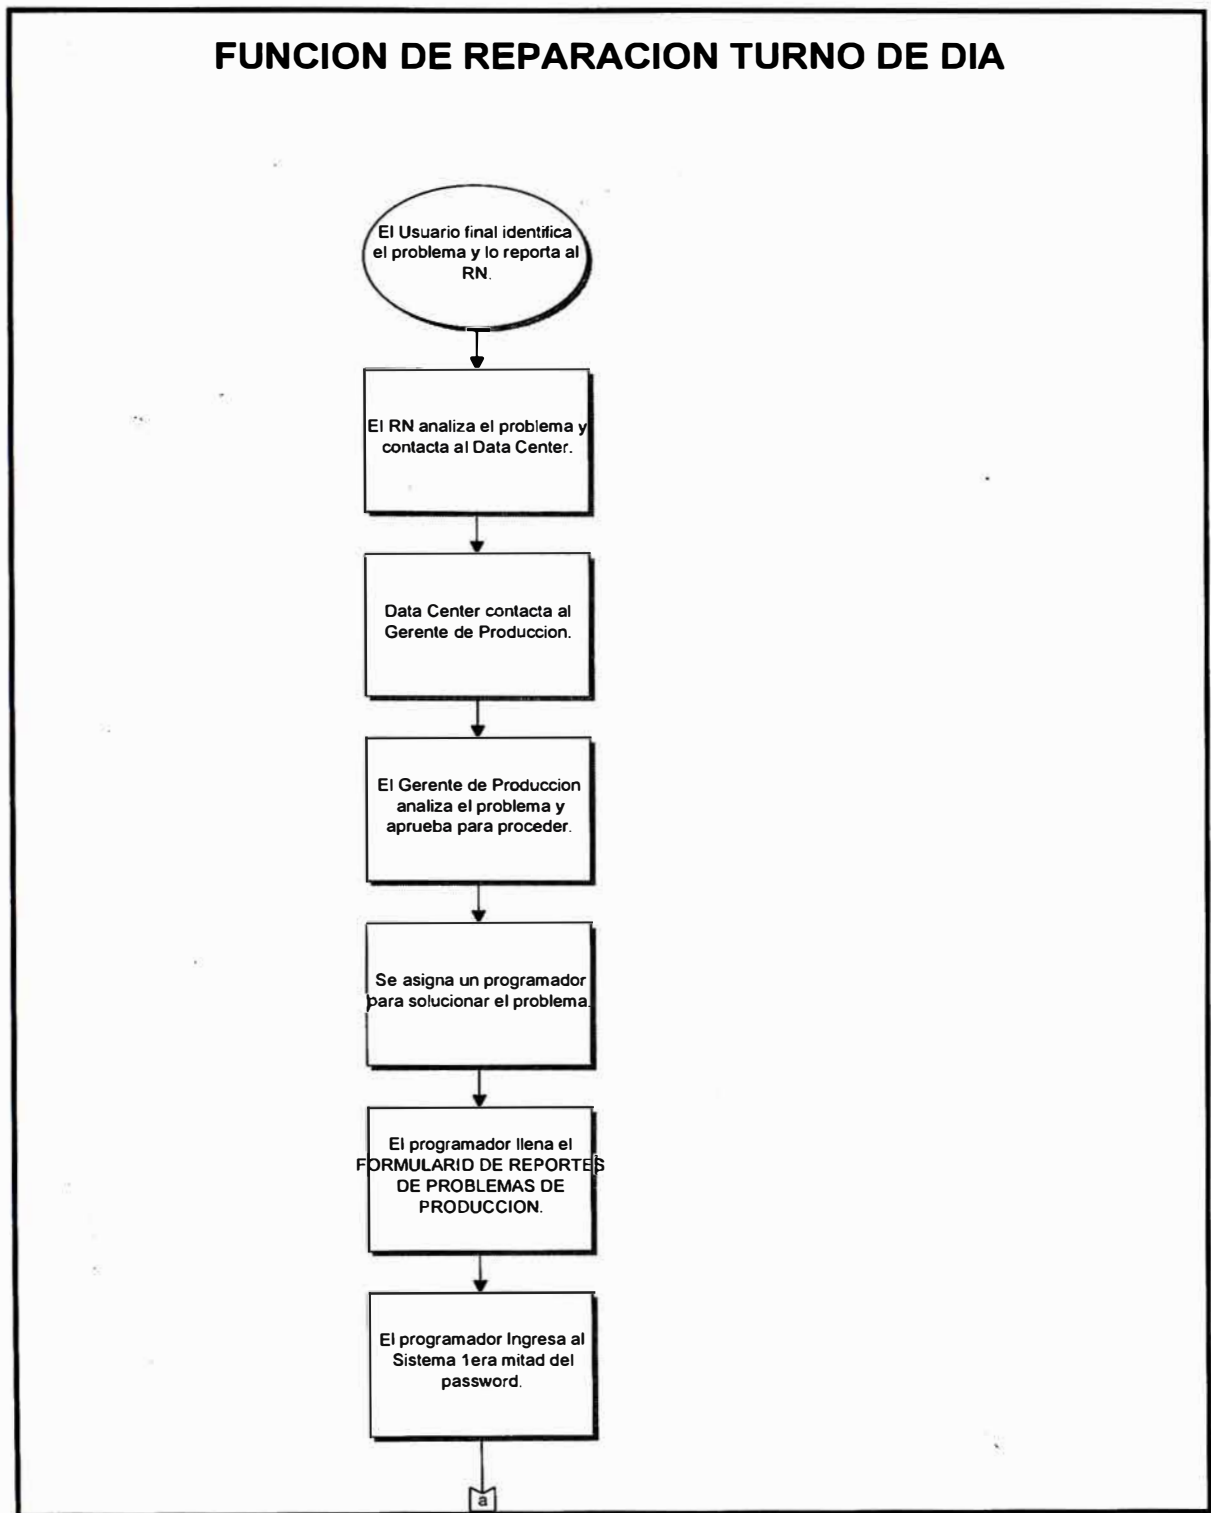 FUNCION DE REPARACION TURNO DE DIA
El Usuario final identifica
el problema y lo reporta al
RN.
El RN analiza el problema y
contacta al Data Center.
Data Center contacta al
Gerente de Produccion.
El Gerente de Produccion
analiza el problema y
aprueba para proceder.
Se asigna un programador
para solucionar el problema.
El programador llena el
FORMULARID DE REPORTES
DE PROBLEMAS DE
PRODUCCION.
El programador Ingresa al
Sistema 1era mitad del
password.
a